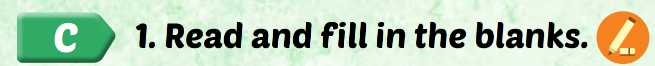 C 1. Read and fill in the blanks.